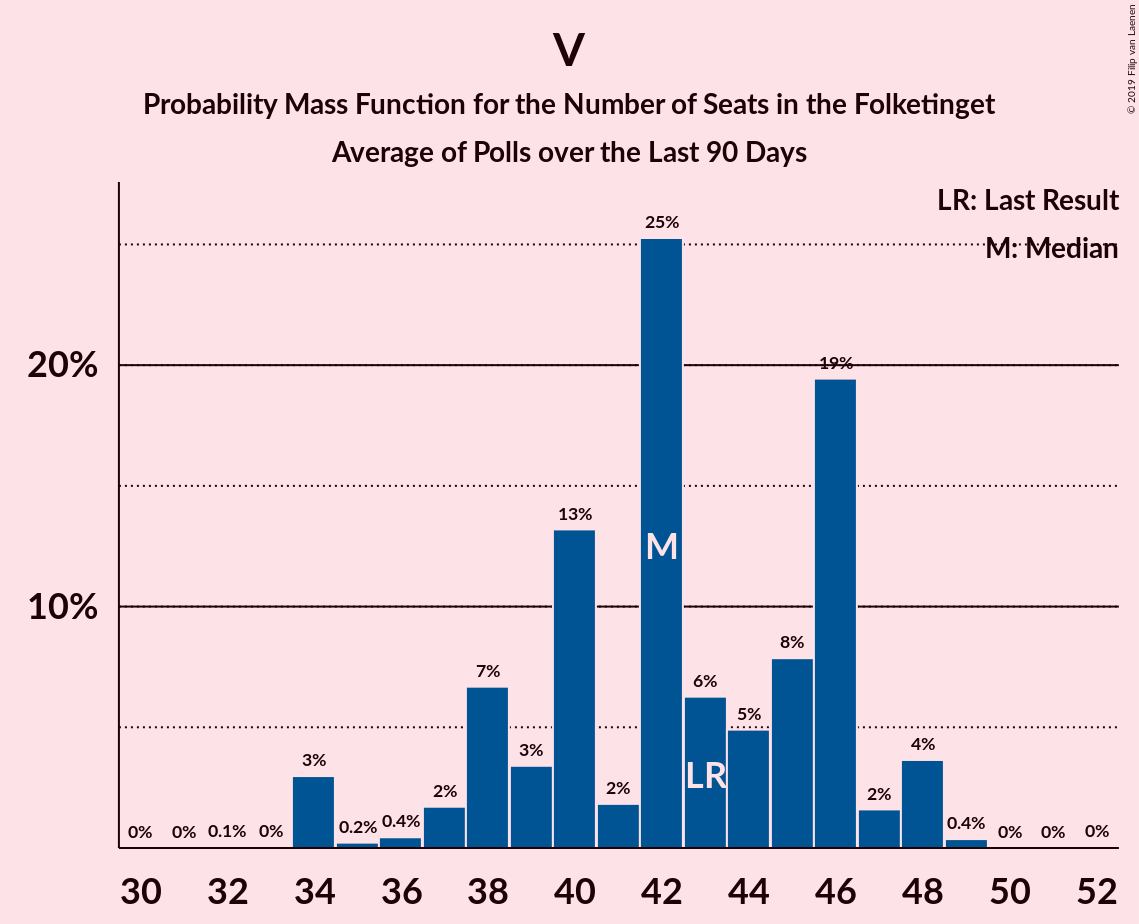 V
Probability Mass Function for the Number of Seats in the Folketinget
Average of Polls over the Last 90 Days
© 2019 Filip van Laenen
LR: Last Result
M: Median
20%
10%
0%
0%
0.1%
0%
3%
0.2%
0.4%
2%
7%
3%
13%
2%
25%
6%
5%
8%
19%
2%
4%
0.4%
0%
0%
0%
M
LR
30 32 34 36 38 40 42 44 46 48 50 52